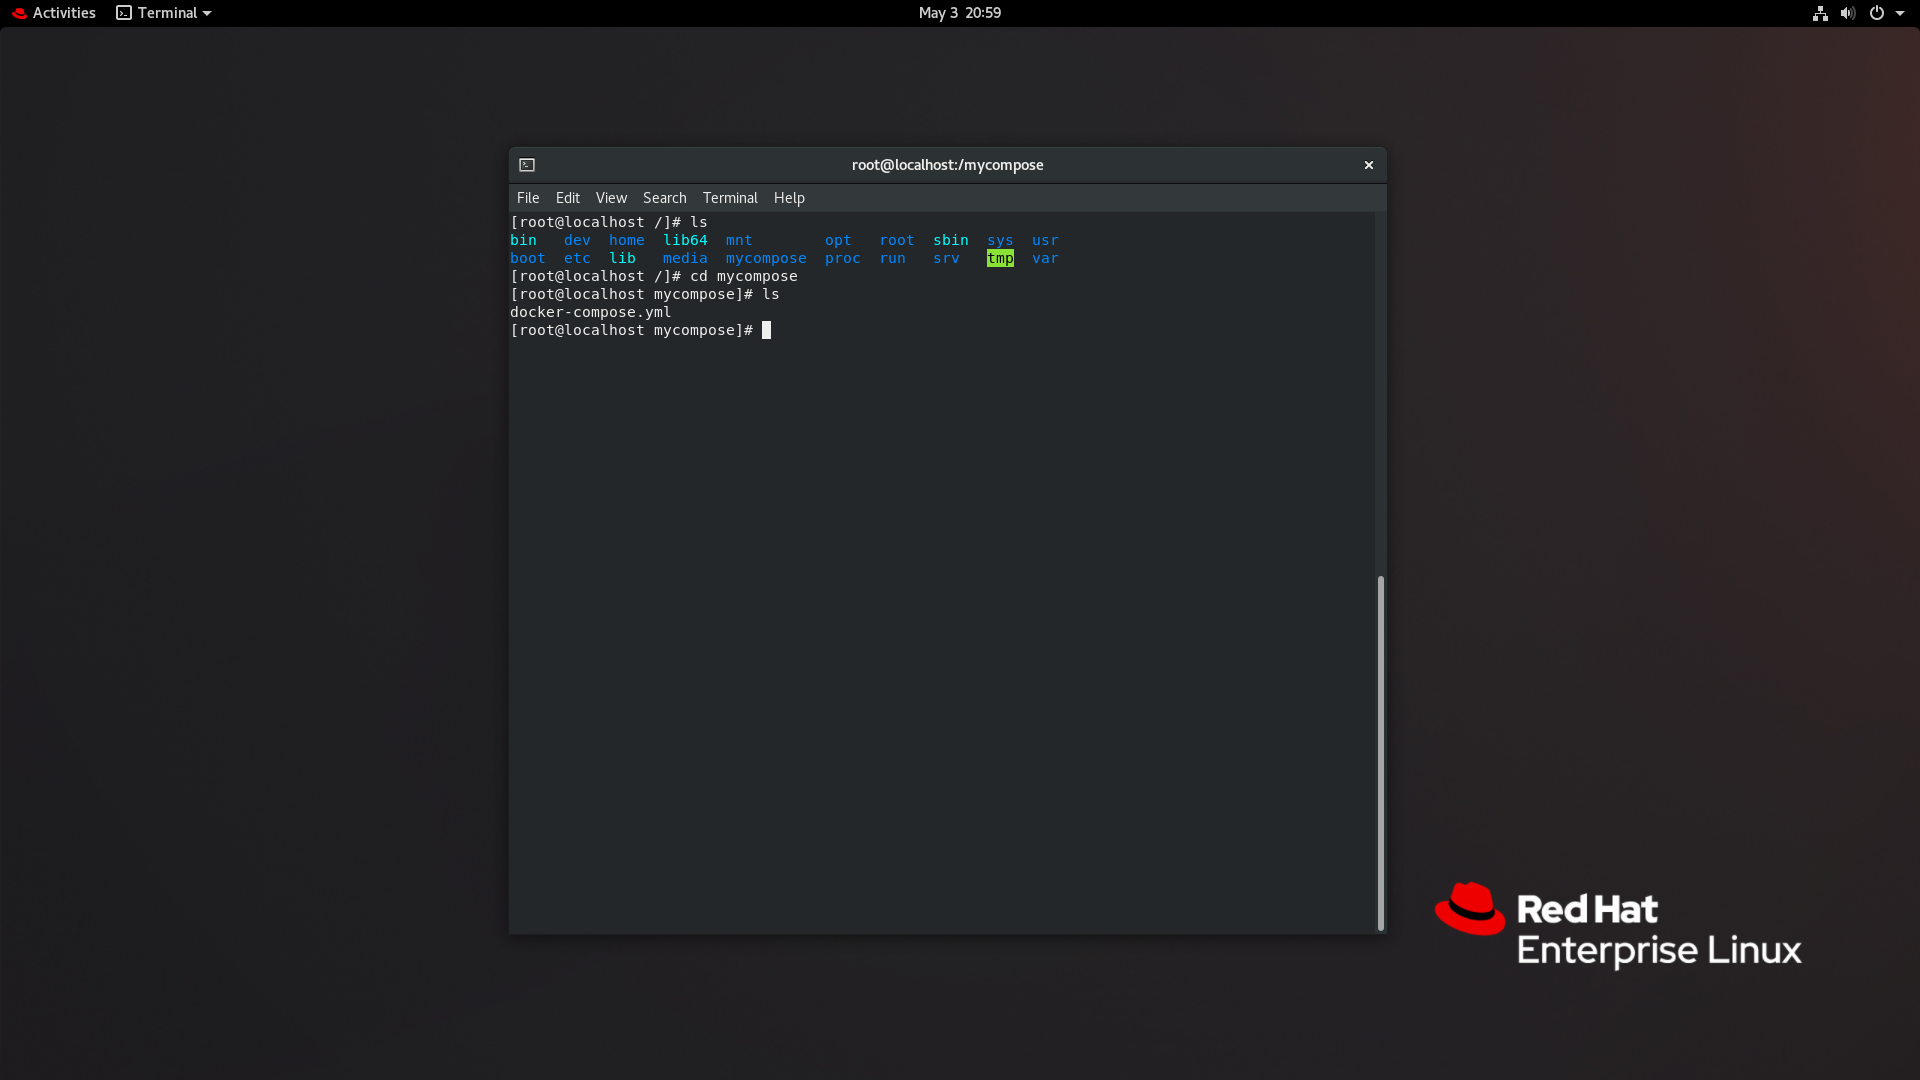 Activities Terminal May 3 20:59
root@localhost:/mycompose
File Edit View Search Terminal Help
[root@localhost /]# ls
bin dev home lib64 mnt opt root sbin sys usr
boot etc lib media mycompose proc run srv tmp var
[root@localhost /]# cd mycompose
[root@localhost mycompose]# ls
docker-compose.yml
[root@localhost mycompose]#
Red Hat
Enterprise Linux